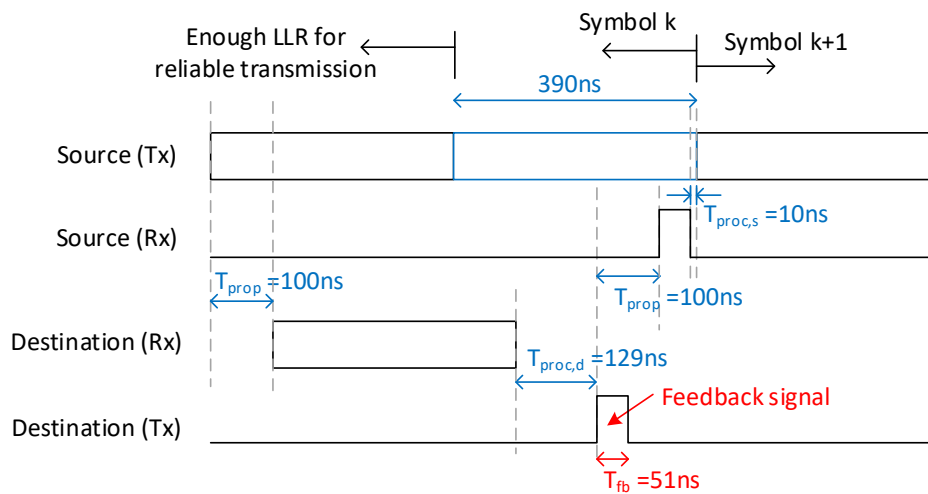 Enough LLR for
reliable transmission
Symbol k
Symbol k+1
390ns
Source (Tx)
T_proc,s =10ns
Source (Rx)
T_prop =100ns
T_prop =100ns
Destination (Rx)
T_proc,d =129ns
Feedback signal
Destination (Tx)
T_fb =51ns